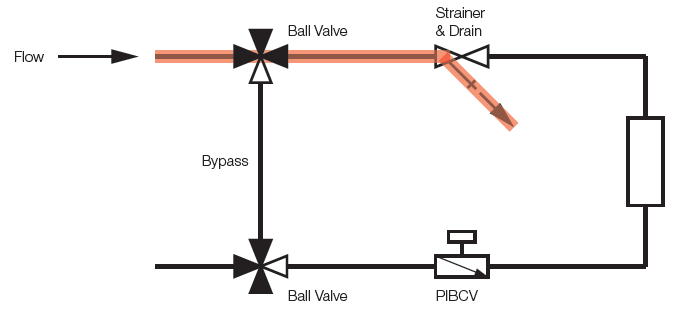 Strainer
& Drain
Ball Valve
Flow
Bypass
Ball Valve
PIBCV